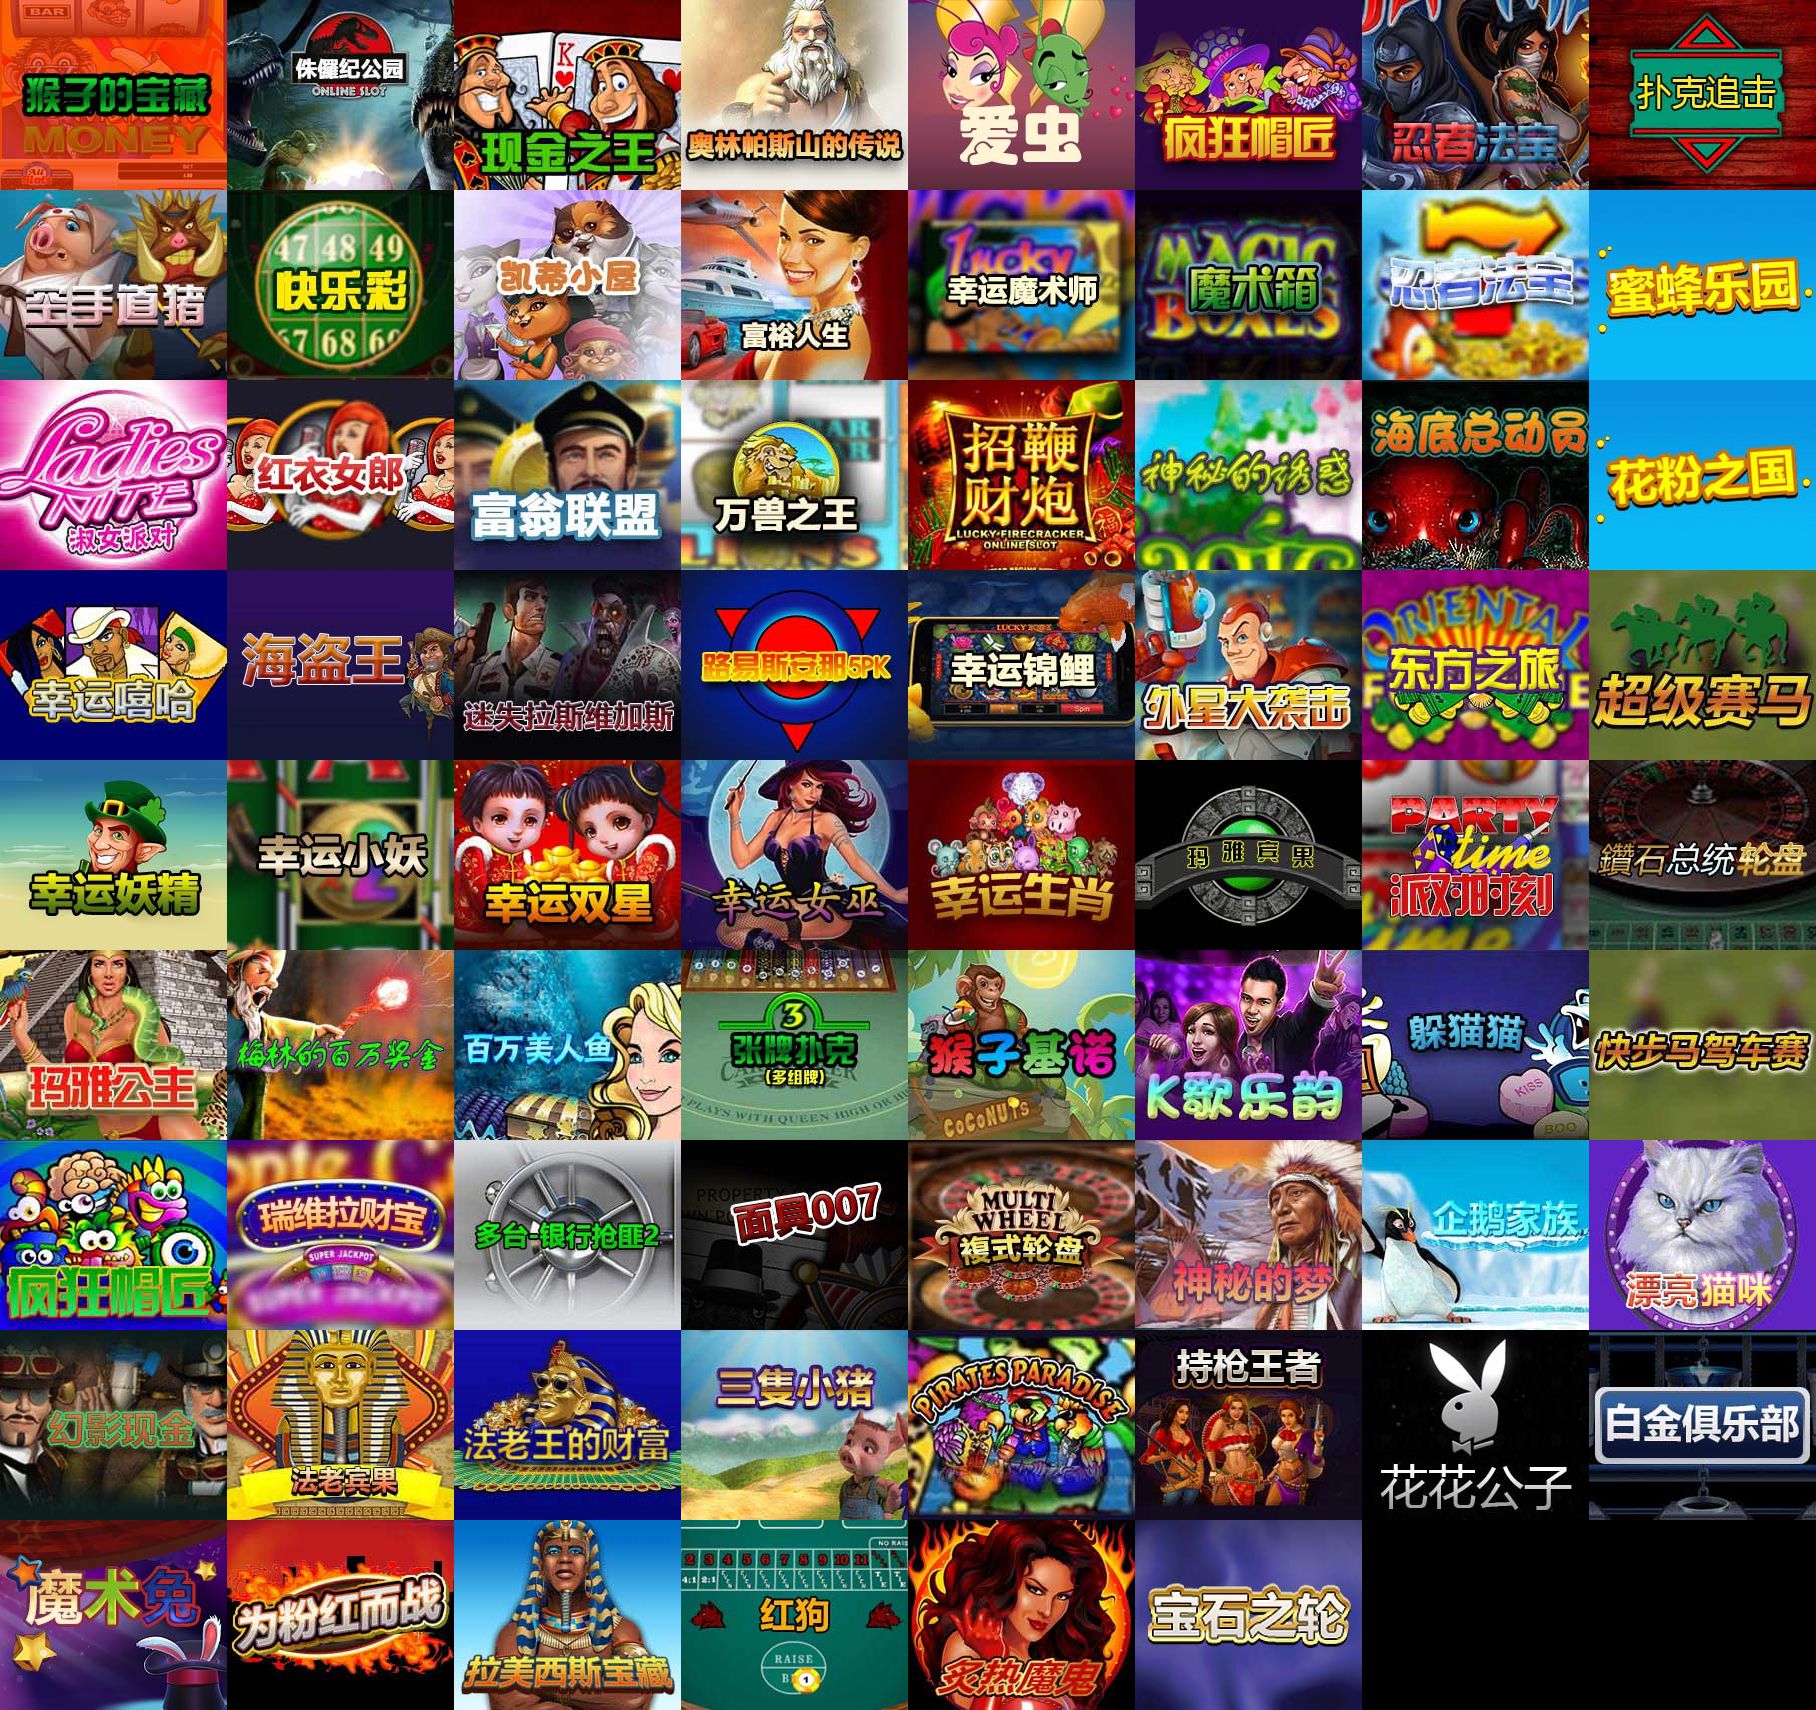 BAR
猴子的宝藏
MONEY
侏儸纪公园
ONLINE SLOT
K
现金之王
奥林帕斯山的传说
爱虫
疯狂帽匠
忍者法宝
扑克追击
空手道猪
47 48 49
快乐彩
67 68 69
凯蒂小屋
富裕人生
Lucky
幸运魔术师
MAGIC
魔术箱
BOXES
7
忍者法宝
蜜蜂乐园
Ladies
NITE
淑女派对
红衣女郎
富翁联盟
BAR
万兽之王
LIONS
招财
鞭炮
LUCKY FIRECRACKER
ONLINE SLOT
神秘的诱惑
海底总动员
花粉之国
幸运嘻哈
海盗王
迷失拉斯维加斯
路易斯安那5PK
LUCKY KOI
幸运锦鲤
Spin
外星大袭击
ORIENTAL
东方之旅
超级赛马
幸运妖精
幸运小妖
幸运双星
幸运女巫
幸运生肖
玛雅宾果
PARTY
time
派对时刻
鑽石总统轮盘
玛雅公主
梅林的百万奖金
百万美人鱼
3
张牌扑克
(多组牌)
PLAYS WITH QUEEN HIGH OR
猴子基诺
COCONUTS
K歌乐韵
躲猫猫
KISS
BOO
快步马驾车赛
疯狂帽匠
瑞维拉财宝
SUPER JACKPOT
多台-银行抢匪2
PROPERTY
面具007
MULTI
WHEEL
複式轮盘
神秘的梦
企鹅家族
漂亮猫咪
幻影现金
法老宾果
法老王的财富
三隻小猪
PIRATES PARADISE
持枪王者
花花公子
白金俱乐部
魔术兔
为粉红而战
拉美西斯宝藏
NO RAIS
2 3 4 5 6 7 8 9 10 11
4:1 2:1
红狗
RAISE
1
炙热魔鬼
宝石之轮